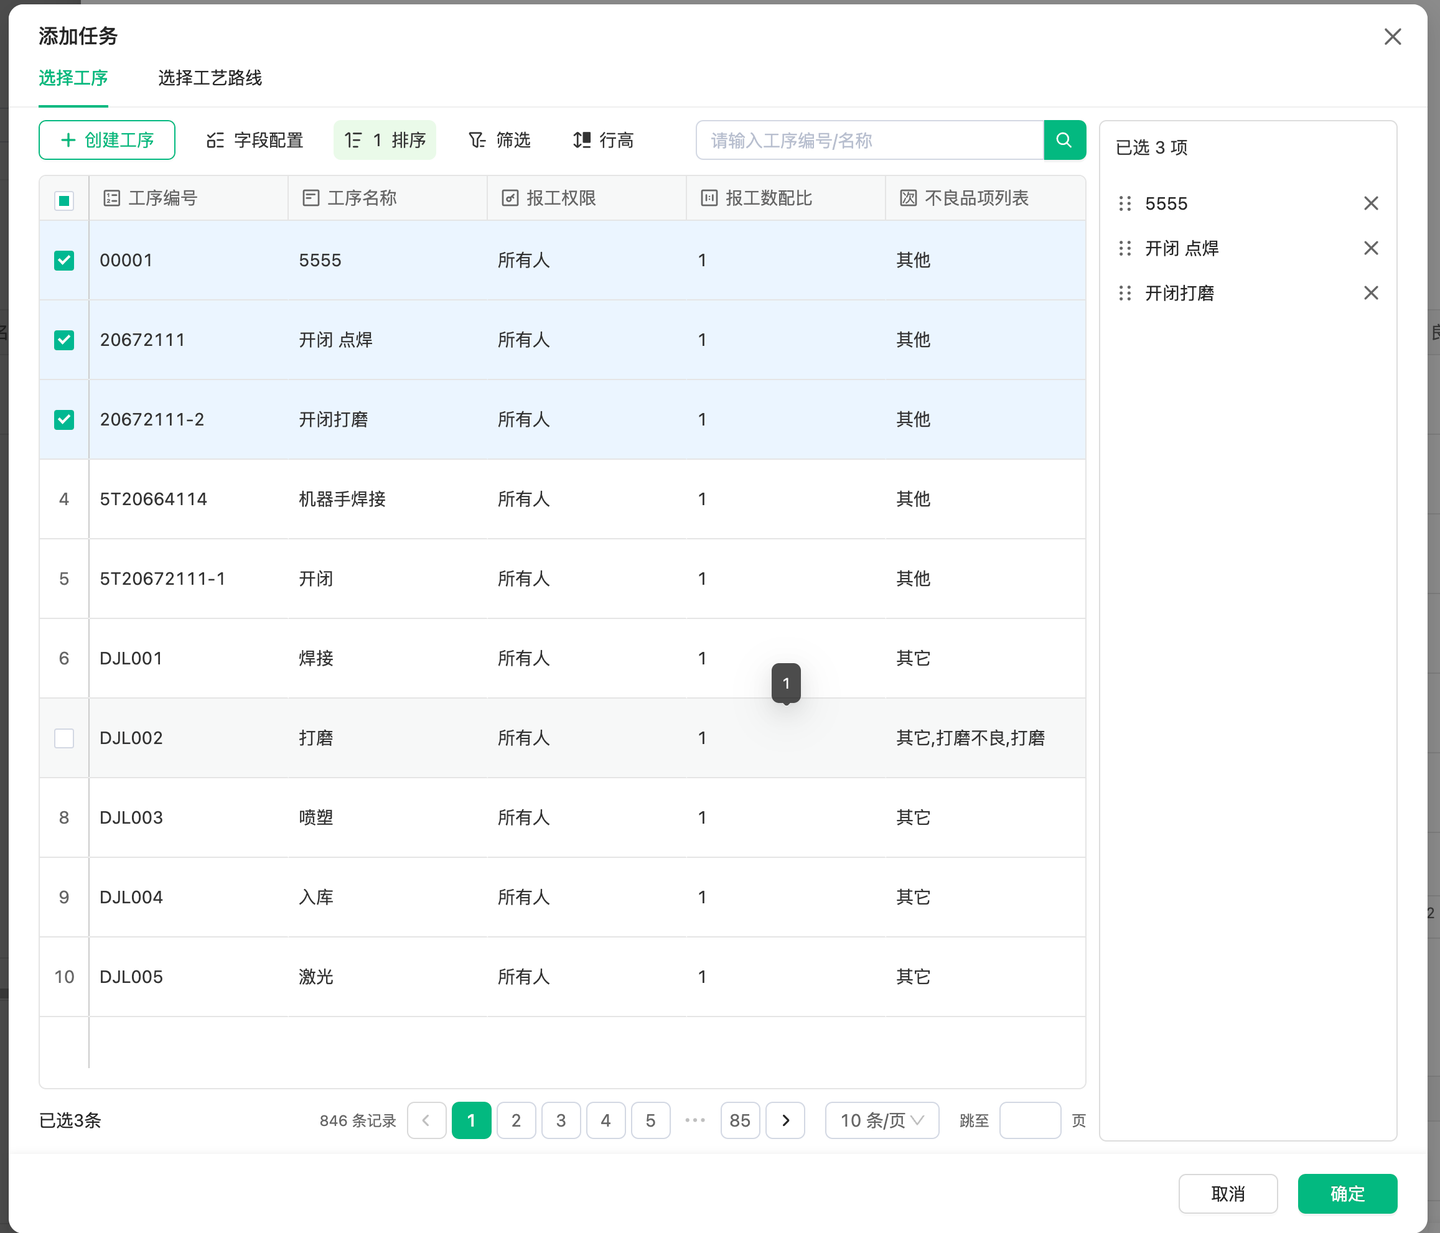 添加任务
选择工序 选择工艺路线
创建工序 字段配置 1 排序 筛选 行高 请输入工序编号/名称
工序编号 工序名称 报工权限 报工数配比 不良品项列表
00001 5555 所有人 1 其他
20672111 开闭 点焊 所有人 1 其他
20672111-2 开闭打磨 所有人 1 其他
4 5T20664114 机器手焊接 所有人 1 其他
5 5T20672111-1 开闭 所有人 1 其他
6 DJL001 焊接 所有人 1 其它
1
DJL002 打磨 所有人 1 其它,打磨不良,打磨
8 DJL003 喷塑 所有人 1 其它
9 DJL004 入库 所有人 1 其它
10 DJL005 激光 所有人 1 其它
已选3条 846 条记录 1 2 3 4 5 ••• 85 10 条/页 跳至 页
已选 3 项
5555
开闭 点焊
开闭打磨
取消 确定